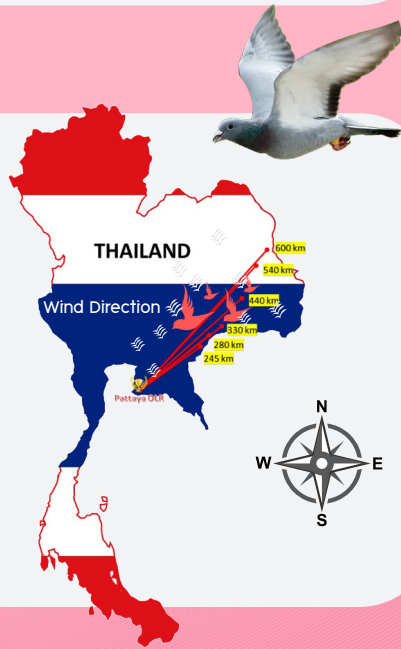 THAILAND
600 km
540 km
Wind Direction
440 km
330 km
280 km
245 km
Pattaya OLR
N
W
E
S